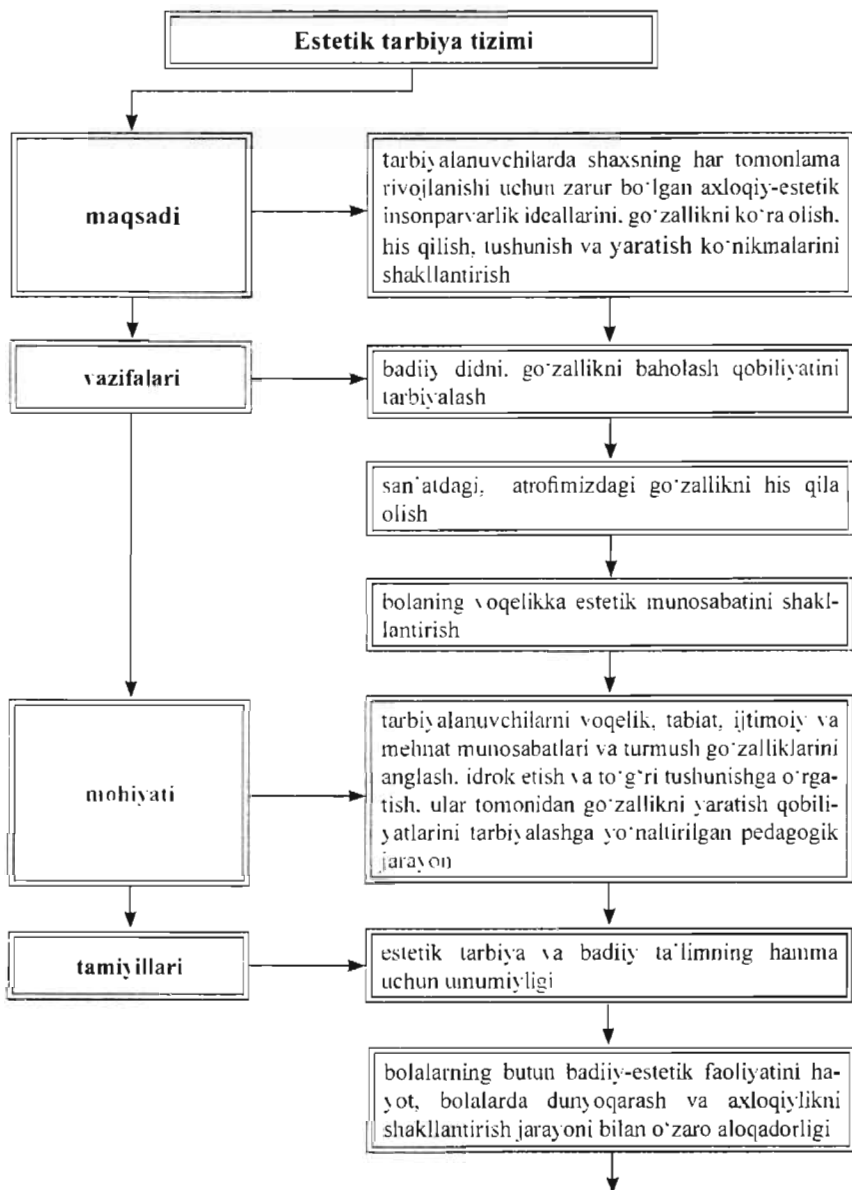 Estetik tarbiya tizimi
maqsadi
tarbiyalanuvchilarda shaxsning har tomonlama
rivojlanishi uchun zarur bo‘lgan axloqiy-estetik
insonparvarlik ideallarini. go‘zallikni ko‘ra olish.
his qilish, tushunish va yaratish ko‘nikmalarini
shakllantirish
vazifalari
badiiy didni. go‘zallikni baholash qobiliyatini
tarbiyalash
san’atdagi, atrofimizdagi go‘zallikni his qila
olish
bolaning voqelikka estetik munosabatini shakl-
lantirish
mohiyati
tarbiyalanuvchilarni voqelik, tabiat, ijtimoiy va
mehnat munosabatlari va turmush go‘zalliklarini
anglash. idrok etish va to‘g‘ri tushunishga o‘rga-
tish. ular tomonidan go‘zallikni yaratish qobili-
yatlarini tarbiyalashga yo‘naltirilgan pedagogik
jarayon
tamiyillari
estetik tarbiya va badiiy ta’limning hamma
uchun umumiyligi
bolalarning butun badiiy-estetik faoliyatini ha-
yot, bolalarda dunyoqarash va axloqiylikni
shakllantirish jarayoni bilan o‘zaro aloqadorligi